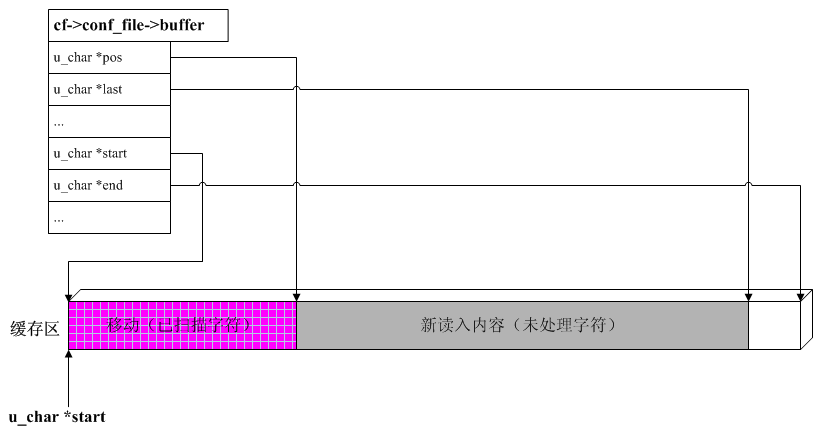 cf->conf_file->buffer
u_char *pos
u_char *last
...
u_char *start
u_char *end
...
移动（已扫描字符）
新读入内容（未处理字符）
缓存区
u_char *start